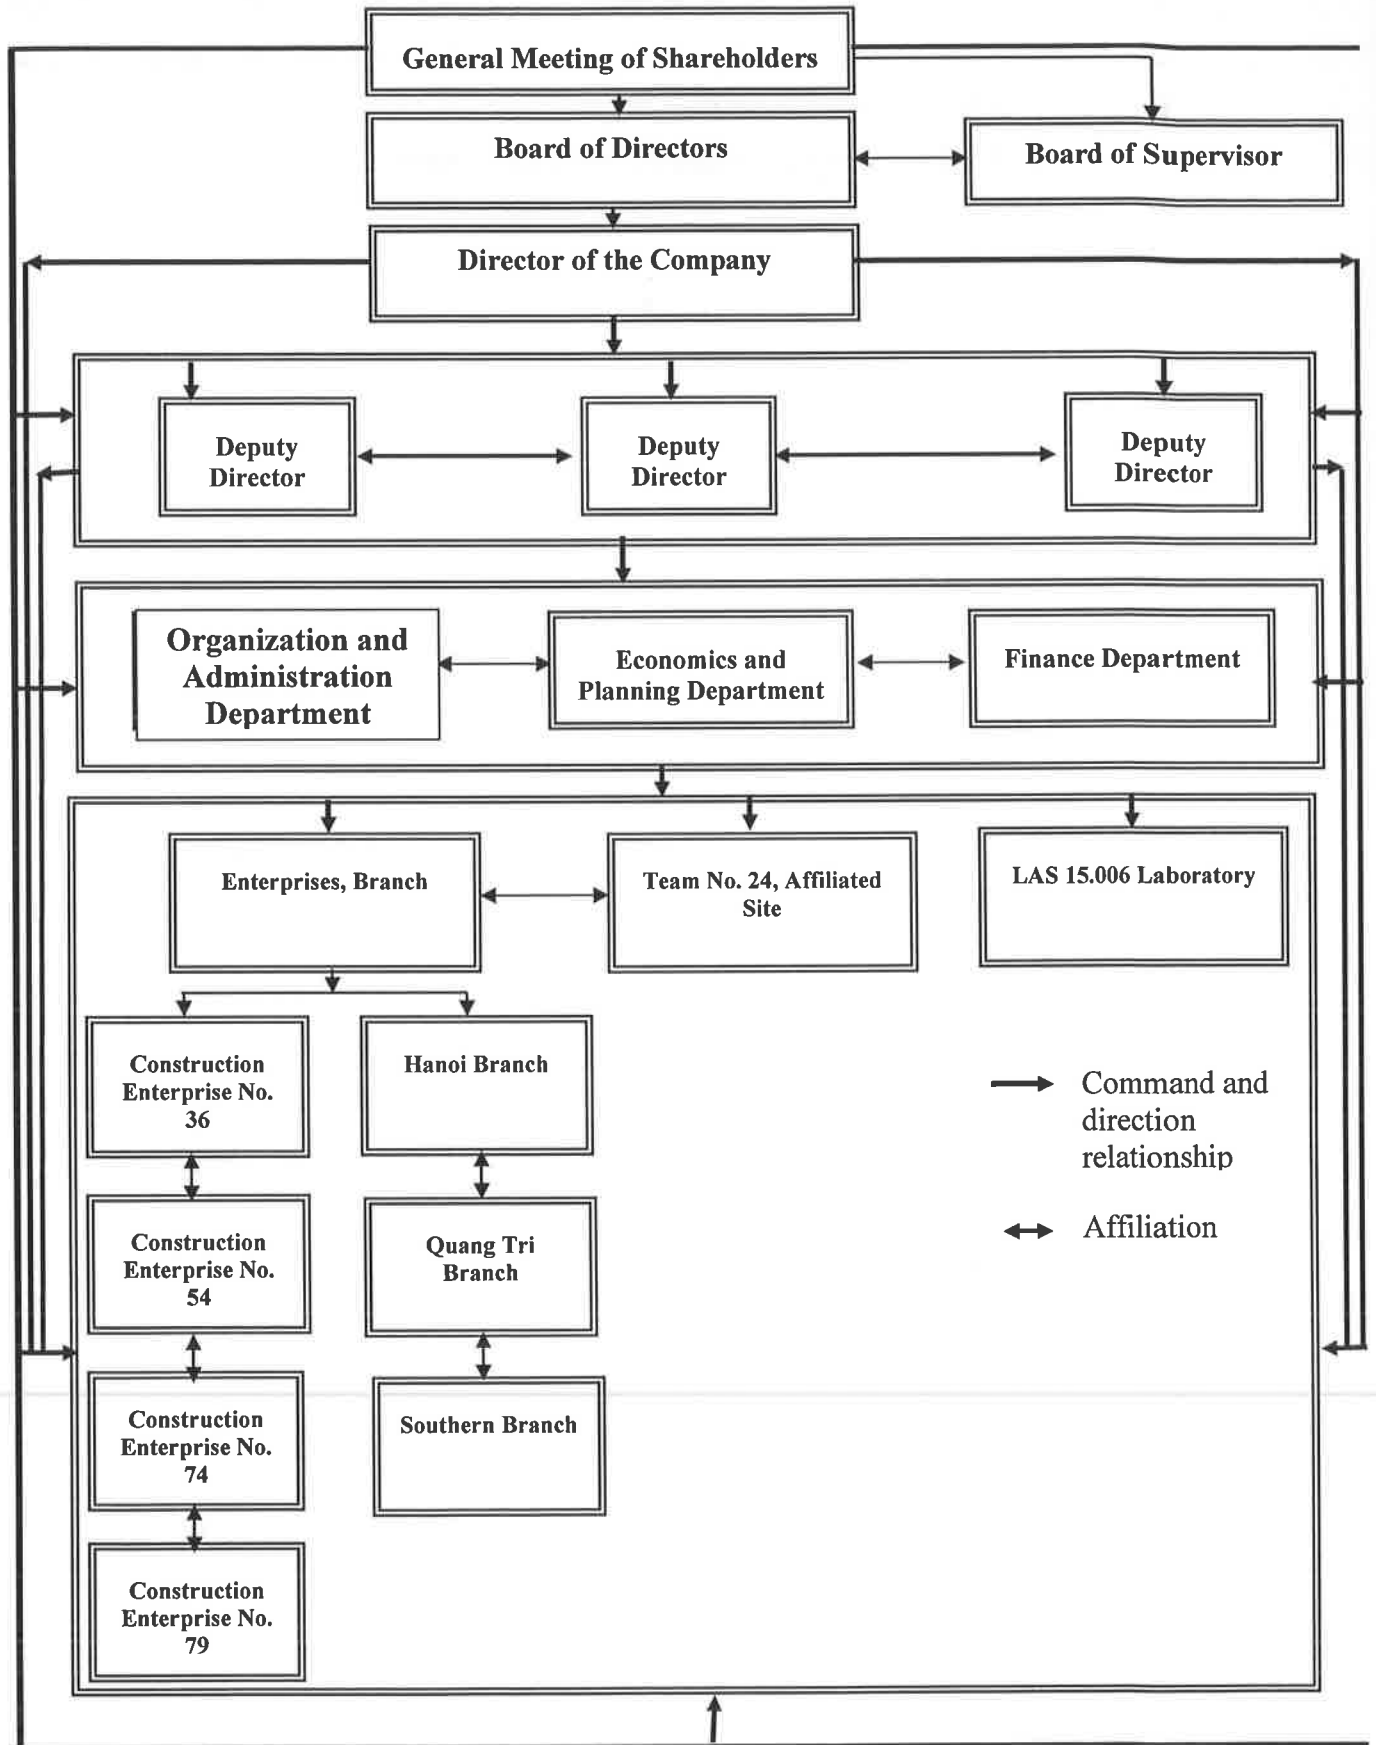 General Meeting of Shareholders
Board of Directors
Board of Supervisor
Director of the Company
Deputy
Director
Deputy
Director
Deputy
Director
Organization and
Administration
Department
Economics and
Planning Department
Finance Department
Enterprises, Branch
Team No. 24, Affiliated
Site
LAS 15.006 Laboratory
Construction
Enterprise No.
36
Hanoi Branch
Command and
direction
relationship
Affiliation
Construction
Enterprise No.
54
Quang Tri
Branch
Construction
Enterprise No.
74
Southern Branch
Construction
Enterprise No.
79